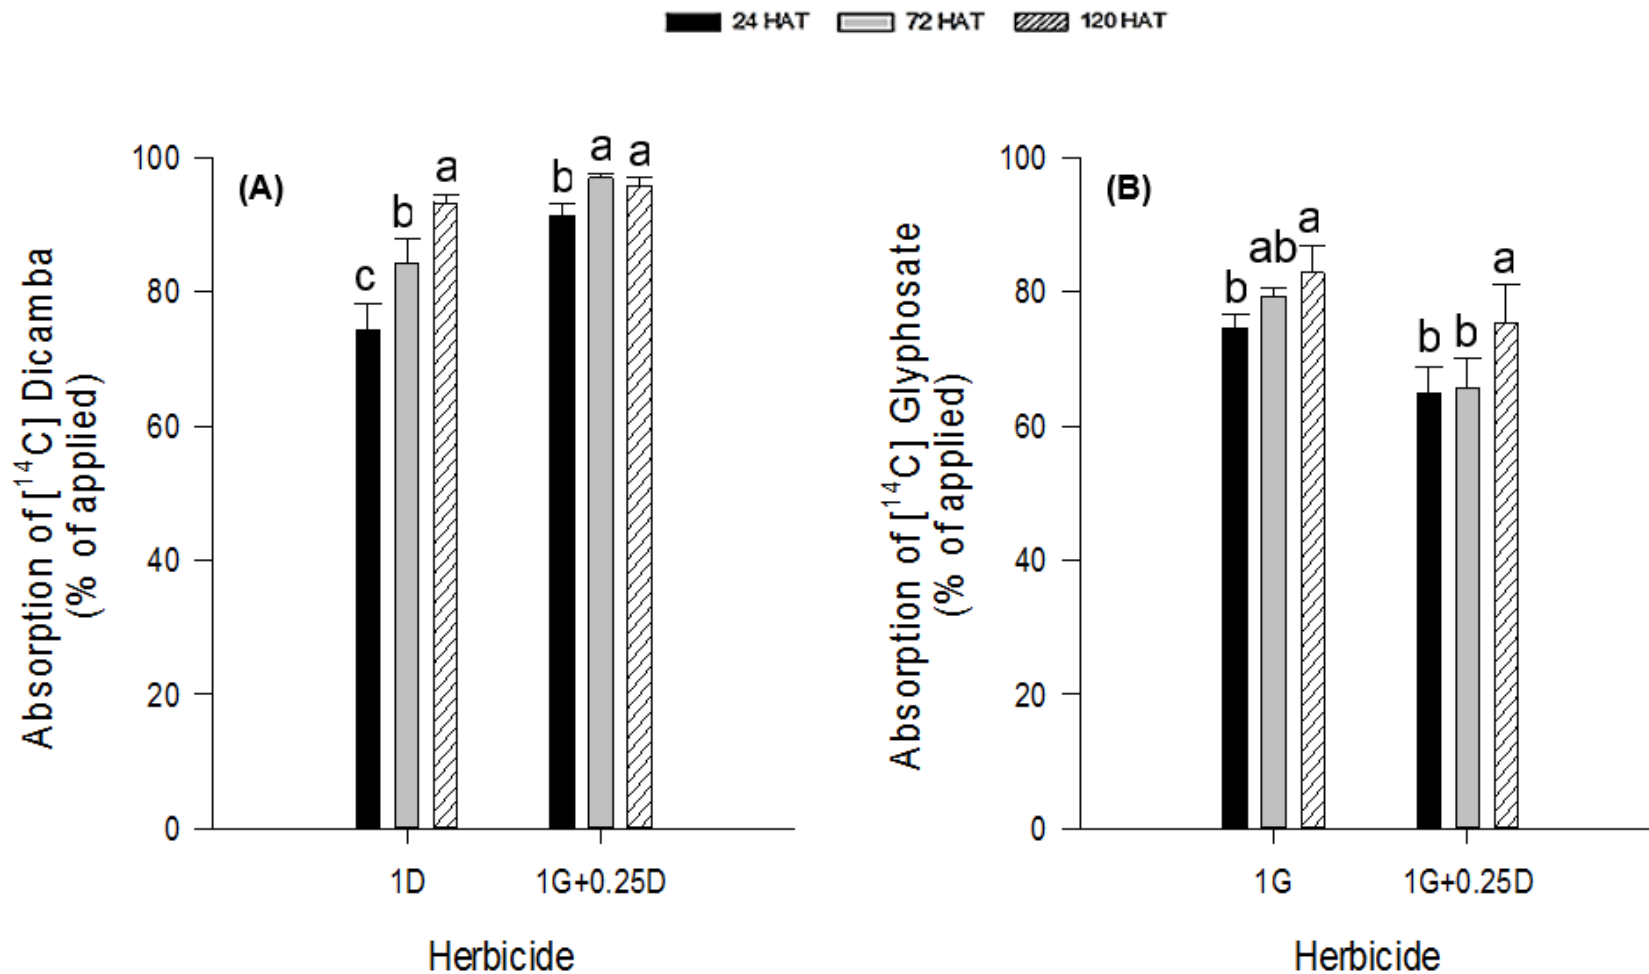 24 HAT 72 HAT 120 HAT
(A)
Absorption of [¹⁴C] Dicamba
(% of applied)
100
80
60
40
20
0
c b a b a a
1D 1G+0.25D
Herbicide
(B)
Absorption of [¹⁴C] Glyphosate
(% of applied)
100
80
60
40
20
0
b ab a b b a
1G 1G+0.25D
Herbicide